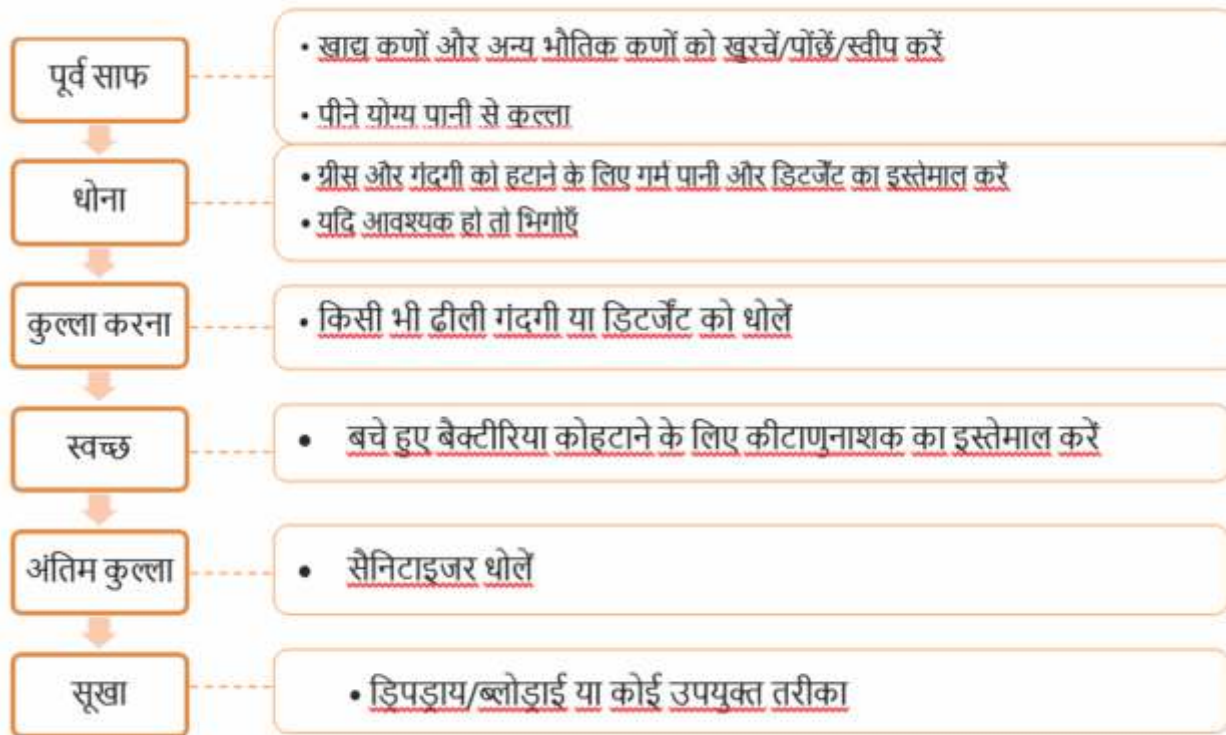 पूर्व साफ
• खाद्य कणों और अन्य भौतिक कणों को खुरचें/पोंछें/स्वीप करें
• पीने योग्य पानी से कुल्ला
धोना
• ग्रीस और गंदगी को हटाने के लिए गर्म पानी और डिटर्जेंट का इस्तेमाल करें
• यदि आवश्यक हो तो भिगोएँ
कुल्ला करना
• किसी भी ढीली गंदगी या डिटर्जेंट को धोलें
स्वच्छ
• बचे हुए बैक्टीरिया कोहटाने के लिए कीटाणुनाशक का इस्तेमाल करें
अंतिम कुल्ला
• सैनिटाइजर धोलें
सूखा
• ड्रिपड्राय/ब्लोड्राई या कोई उपयुक्त तरीका